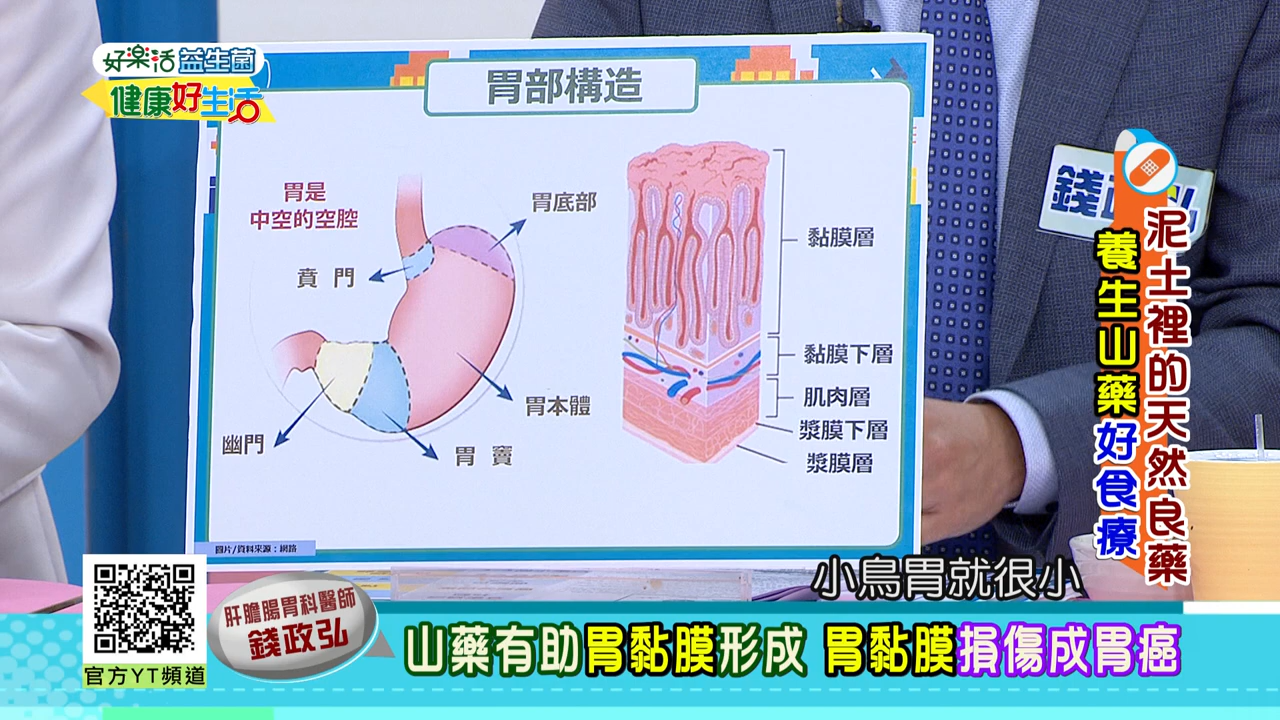 好樂活益生菌
健康好生活
胃部構造
胃是
中空的空腔
賁 門
胃底部
胃本體
胃 竇
幽門
黏膜層
黏膜下層
肌肉層
漿膜下層
漿膜層
圖片/資料來源：網路
錢政弘
泥土裡的天然良藥
養生山藥好食療
小鳥胃就很小
官方YT頻道
肝膽腸胃科醫師
錢政弘
山藥有助胃黏膜形成 胃黏膜損傷成胃癌